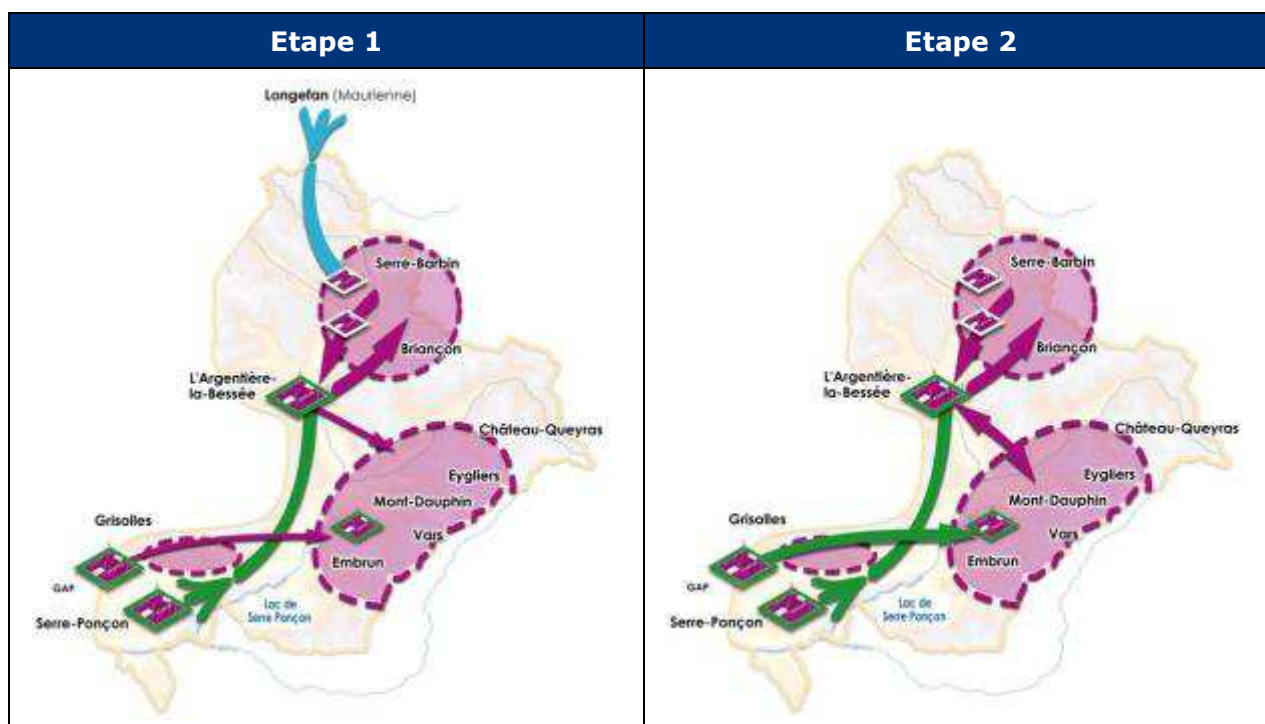 Etape 1
Etape 2
Longefan (Maurienne)
Serre-Barbin
Briançon
L'Argentière-
la-Bessée
Château-Queyras
Eygliers
Mont-Dauphin
Grisolles
Vars
Embrun
GAP
Lac de
Serre Ponçon
Serre-Ponçon
Serre-Barbin
Briançon
L'Argentière-
la-Bessée
Château-Queyras
Eygliers
Mont-Dauphin
Grisolles
Vars
Embrun
GAP
Lac de
Serre Ponçon
Serre-Ponçon